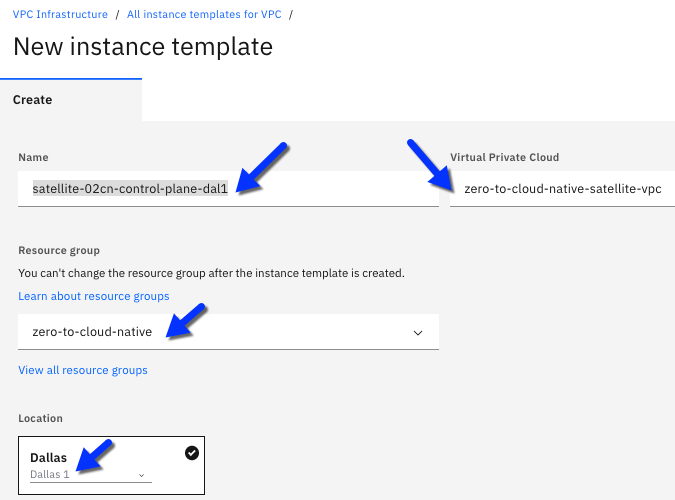 VPC Infrastructure / All instance templates for VPC /
New instance template
Create
Name
Virtual Private Cloud
satellite-02cn-control-plane-dal1
zero-to-cloud-native-satellite-vpc
Resource group
You can't change the resource group after the instance template is created.
Learn about resource groups
zero-to-cloud-native
View all resource groups
Location
Dallas
Dallas 1